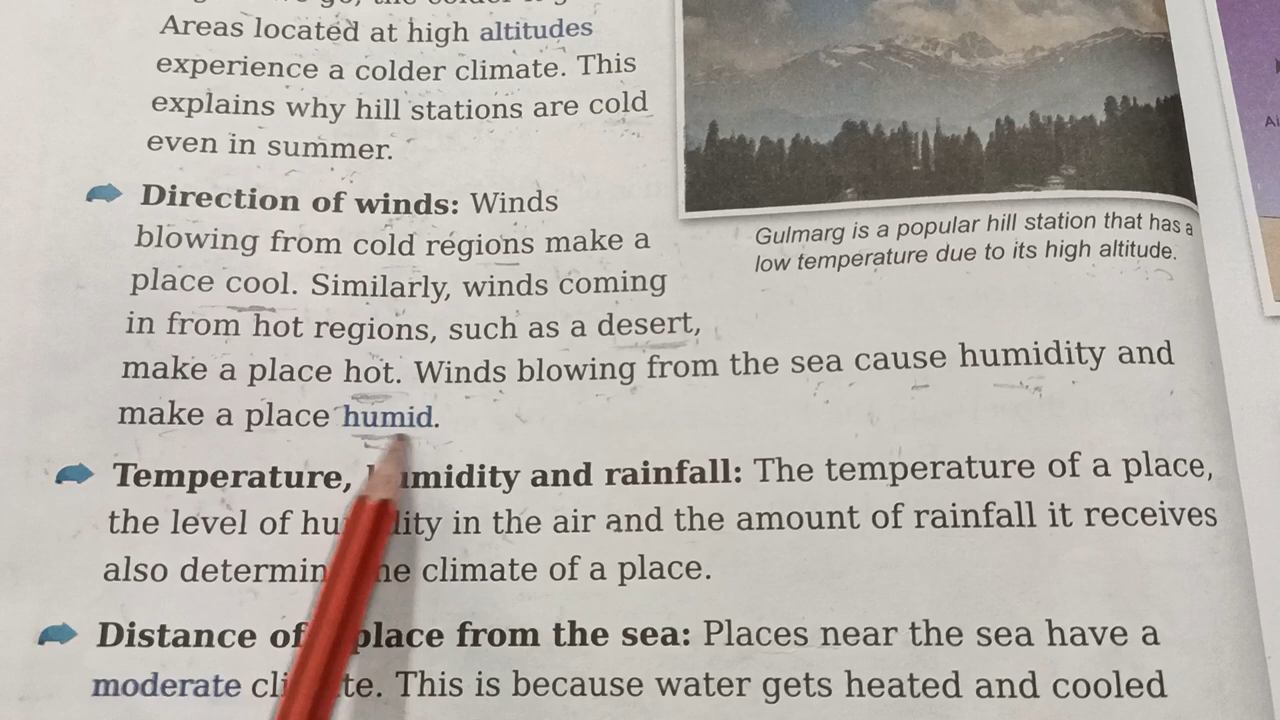 Areas located at high altitudes
experience a colder climate. This
explains why hill stations are cold
even in summer.
Direction of winds: Winds
blowing from cold regions make a
place cool. Similarly, winds coming
in from hot regions, such as a desert,
make a place hot. Winds blowing from the sea cause humidity and
make a place humid.
Gulmarg is a popular hill station that has a
low temperature due to its high altitude.
Temperature, humidity and rainfall: The temperature of a place,
the level of humidity in the air and the amount of rainfall it receives
also determine the climate of a place.
Distance of place from the sea: Places near the sea have a
moderate climate. This is because water gets heated and cooled